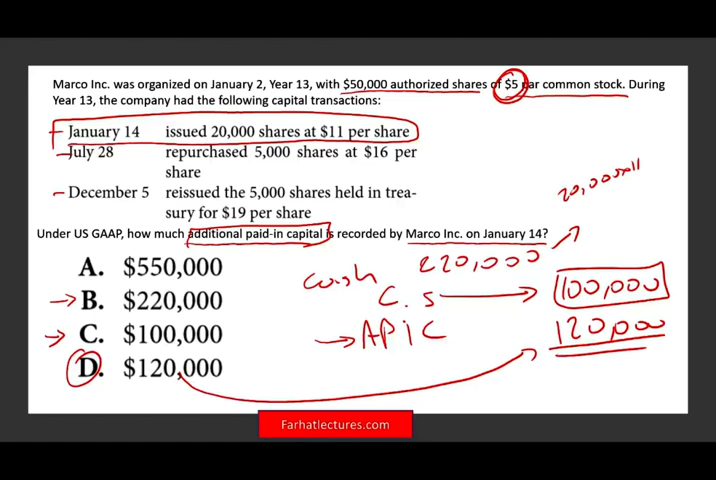 Marco Inc. was organized on January 2, Year 13, with $50,000 authorized shares of $5 par common stock. During
Year 13, the company had the following capital transactions:
January 14 issued 20,000 shares at $11 per share
July 28 repurchased 5,000 shares at $16 per
share
December 5 reissued the 5,000 shares held in trea-
sury for $19 per share
20,000 x 11
Under US GAAP, how much additional paid-in capital is recorded by Marco Inc. on January 14?
A. $550,000
Cash 220,000
B. $220,000
C.S 100,000
C. $100,000
APIC 120,000
D. $120,000
Farhatlectures.com